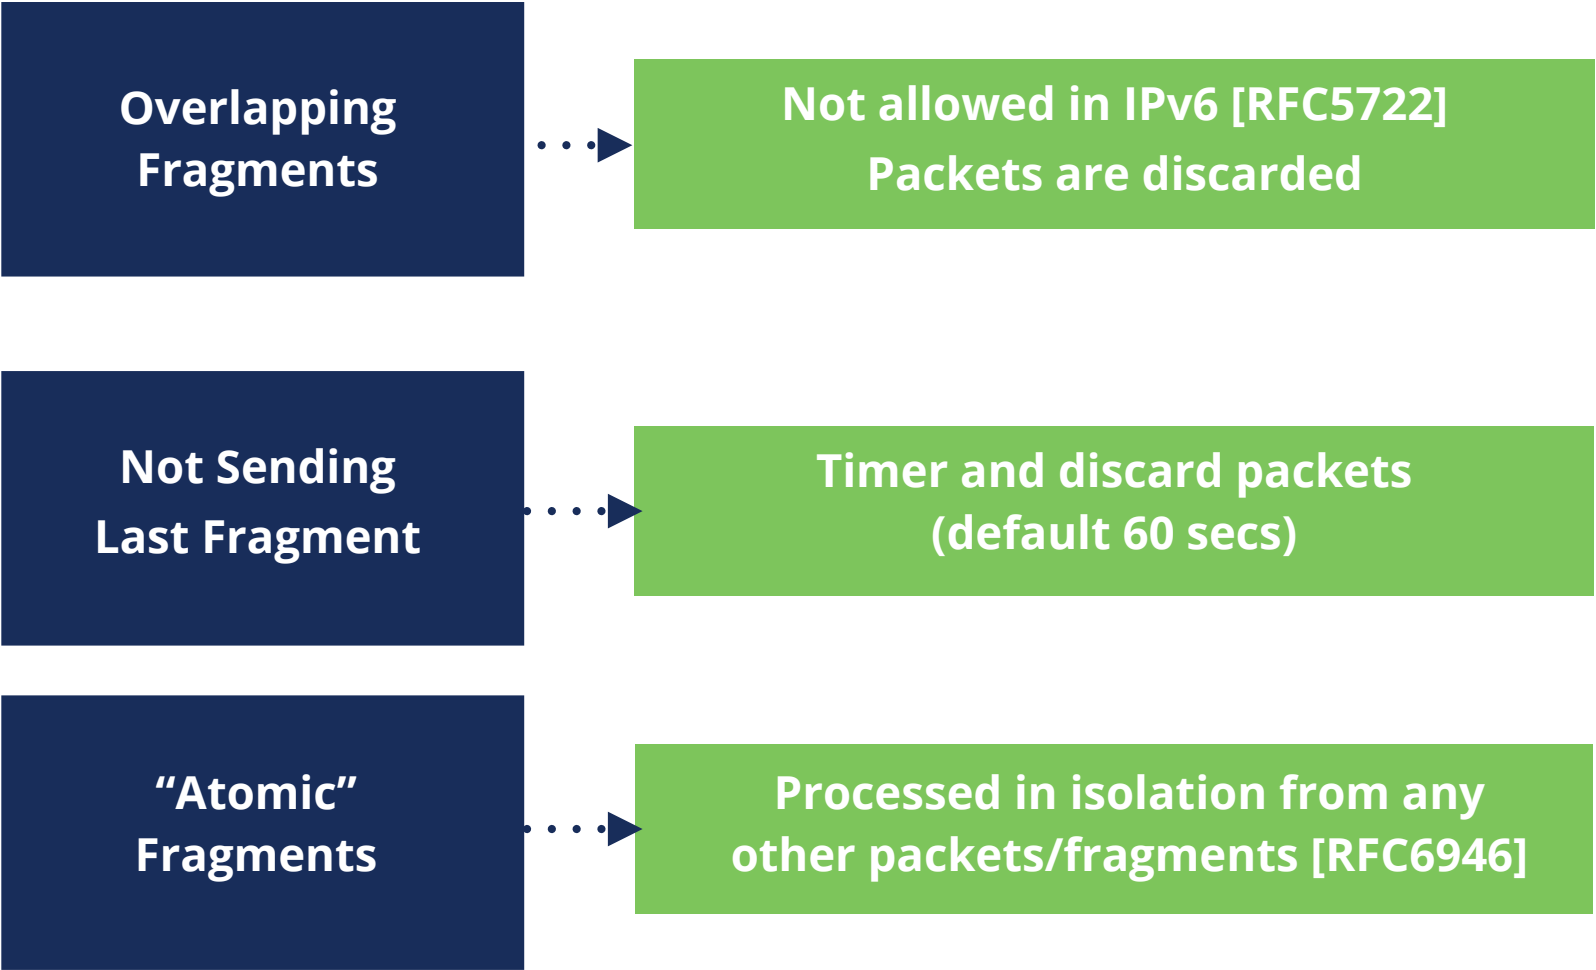 Overlapping
Fragments
Not allowed in IPv6 [RFC5722]
Packets are discarded
Not Sending
Last Fragment
Timer and discard packets
(default 60 secs)
“Atomic”
Fragments
Processed in isolation from any
other packets/fragments [RFC6946]